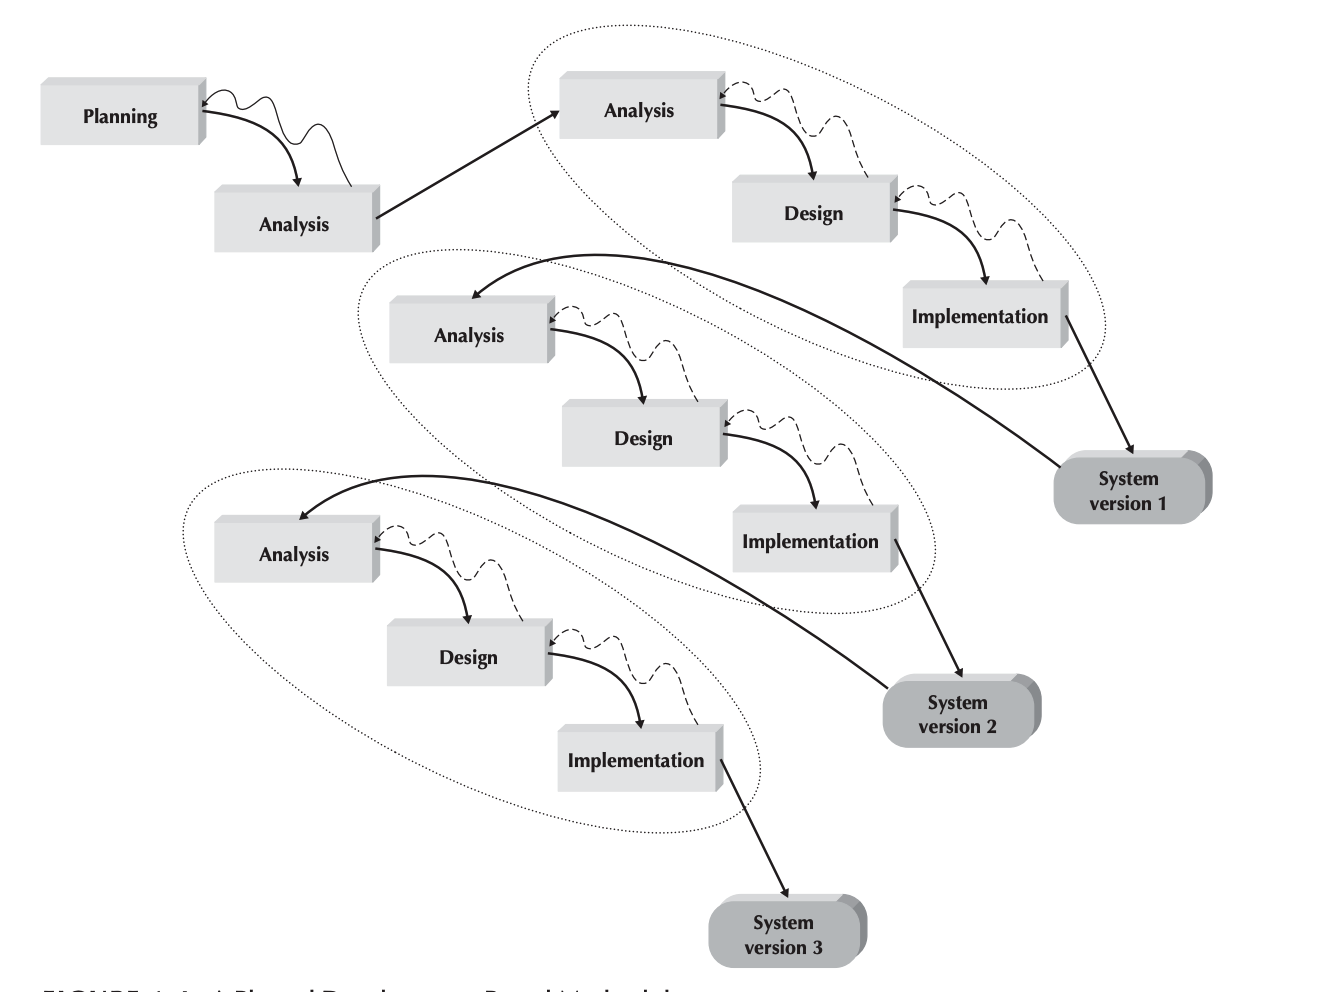 Planning
Analysis
Analysis
Design
Implementation
System
version 1
Analysis
Design
Implementation
System
version 2
Analysis
Design
Implementation
System
version 3